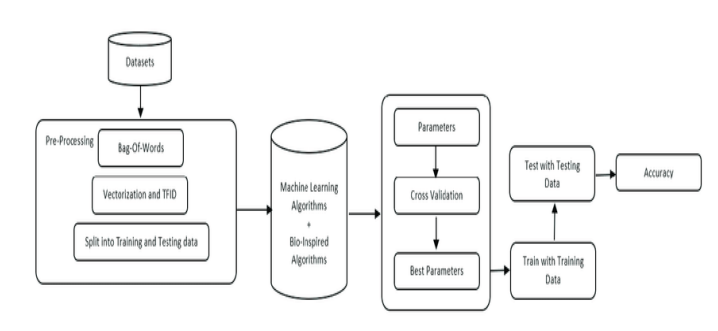 Datasets
Pre-Processing
Bag-Of-Words
Vectorization and TFID
Split into Training and Testing data
Machine Learning
Algorithms
+
Bio-Inspired
Algorithms
Parameters
Cross Validation
Best Parameters
Test with Testing
Data
Accuracy
Train with Training
Data